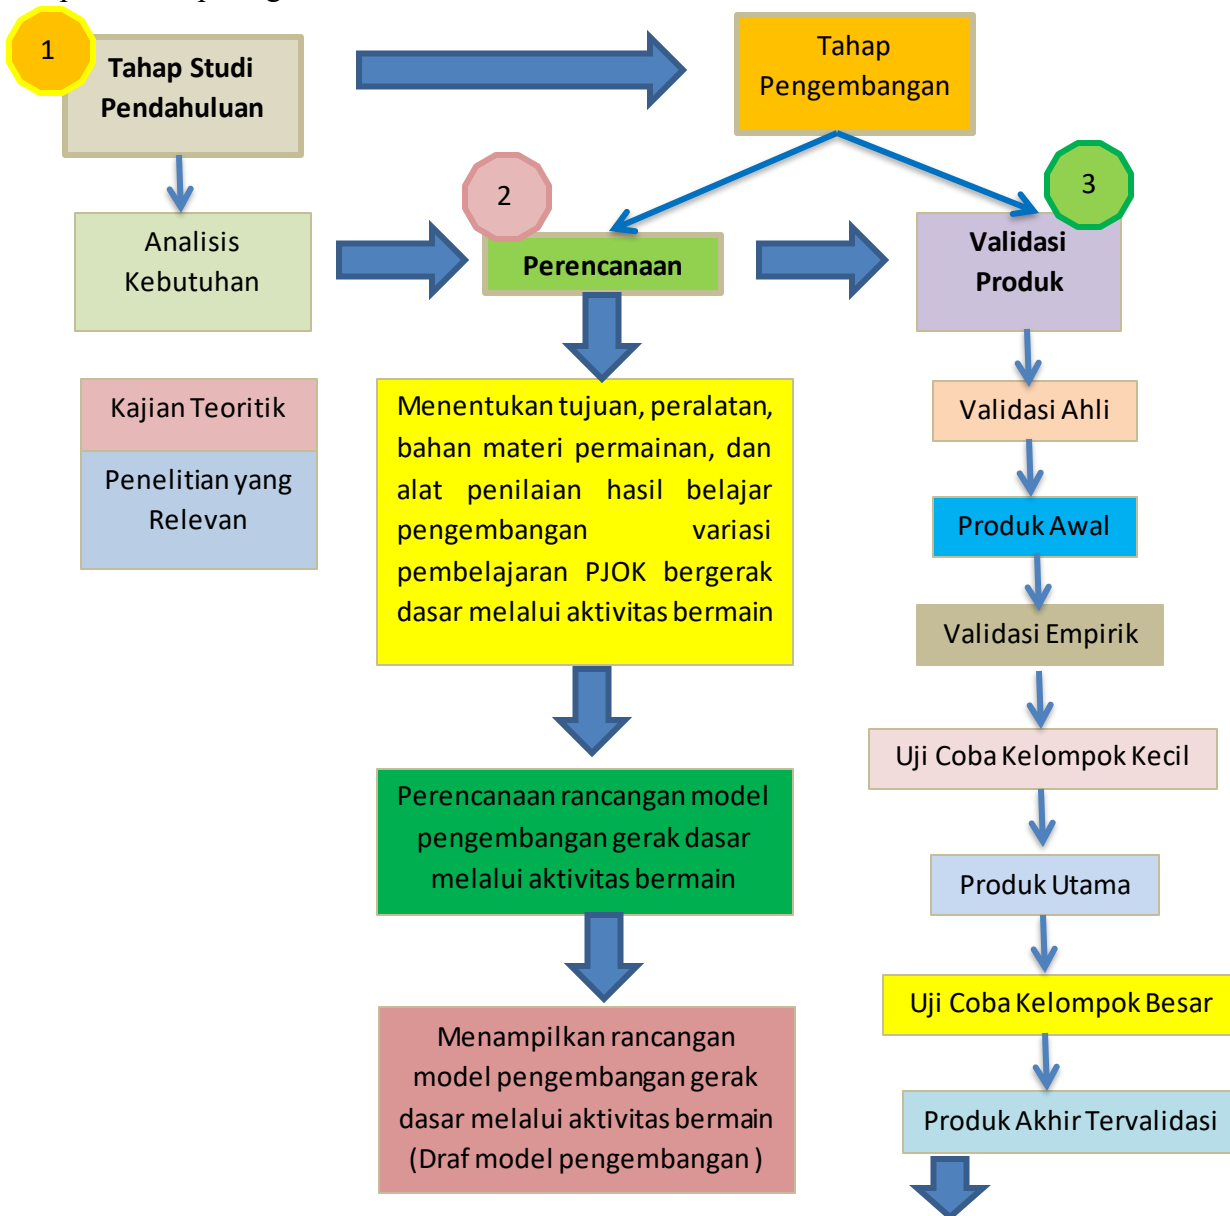 1
Tahap Studi
Pendahuluan
Tahap
Pengembangan
Analisis
Kebutuhan
2
Perencanaan
3
Validasi
Produk
Kajian Teoritik
Penelitian yang
Relevan
Menentukan tujuan, peralatan,
bahan materi permainan, dan
alat penilaian hasil belajar
pengembangan variasi
pembelajaran PJOK bergerak
dasar melalui aktivitas bermain
Perencanaan rancangan model
pengembangan gerak dasar
melalui aktivitas bermain
Menampilkan rancangan
model pengembangan gerak
dasar melalui aktivitas bermain
(Draf model pengembangan )
Validasi Ahli
Produk Awal
Validasi Empirik
Uji Coba Kelompok Kecil
Produk Utama
Uji Coba Kelompok Besar
Produk Akhir Tervalidasi